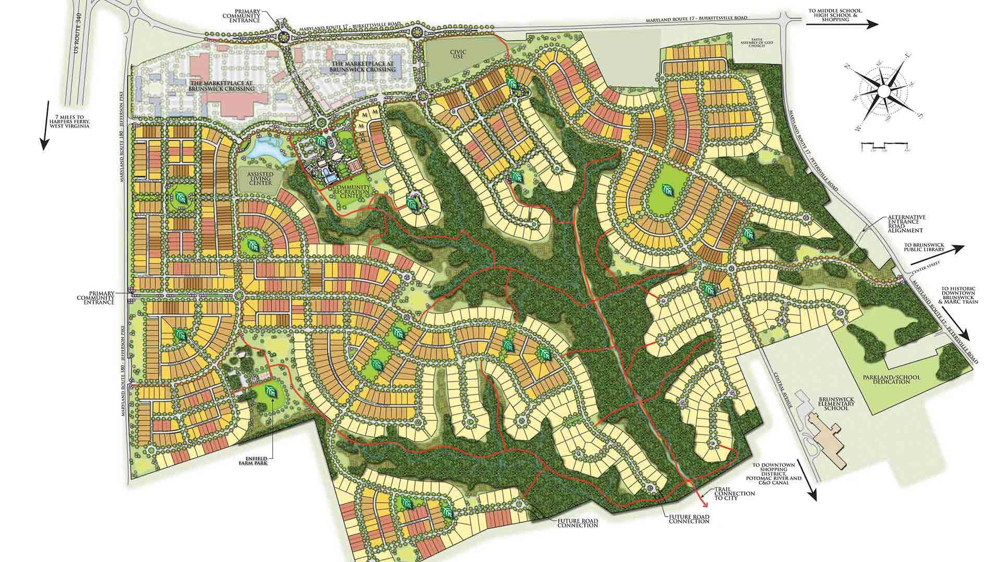 PRIMARY
COMMUNITY
ENTRANCE
US ROUTE 340
MARYLAND ROUTE 17 - BURKITTSVILLE ROAD
MARYLAND ROUTE 17 - BURKITTSVILLE ROAD
TO MIDDLE SCHOOL,
HIGH SCHOOL &
SHOPPING
FAITH
ASSEMBLY OF GOD
CHURCH
CIVIC
USE
THE MARKETPLACE AT
BRUNSWICK CROSSING
THE MARKETPLACE AT
BRUNSWICK CROSSING
N
NE
E
SE
S
SW
W
NW
7 MILES TO
HARPERS FERRY,
WEST VIRGINIA
MARYLAND ROUTE 180 - JEFFERSON PIKE
M
M
M
M
M
ASSISTED
LIVING
CENTER
COMMUNITY
RECREATION
CENTER
MARYLAND ROUTE 17 - PETERSVILLE ROAD
ALTERNATIVE
ENTRANCE
ROAD
ALIGNMENT
TO BRUNSWICK
PUBLIC LIBRARY
CENTER STREET
PRIMARY
COMMUNITY
ENTRANCE
TO HISTORIC
DOWNTOWN
BRUNSWICK
& MARC TRAIN
MARYLAND ROUTE 17 - PETERSVILLE ROAD
MARYLAND ROUTE 180 - JEFFERSON PIKE
PARKLAND/SCHOOL
DEDICATION
CENTRAL AVENUE
BRUNSWICK
ELEMENTARY
SCHOOL
ENFIELD
FARM PARK
TO DOWNTOWN
SHOPPING
DISTRICT,
POTOMAC RIVER AND
C&O CANAL
TRAIL
CONNECTION
TO CITY
FUTURE ROAD
CONNECTION
FUTURE ROAD
CONNECTION